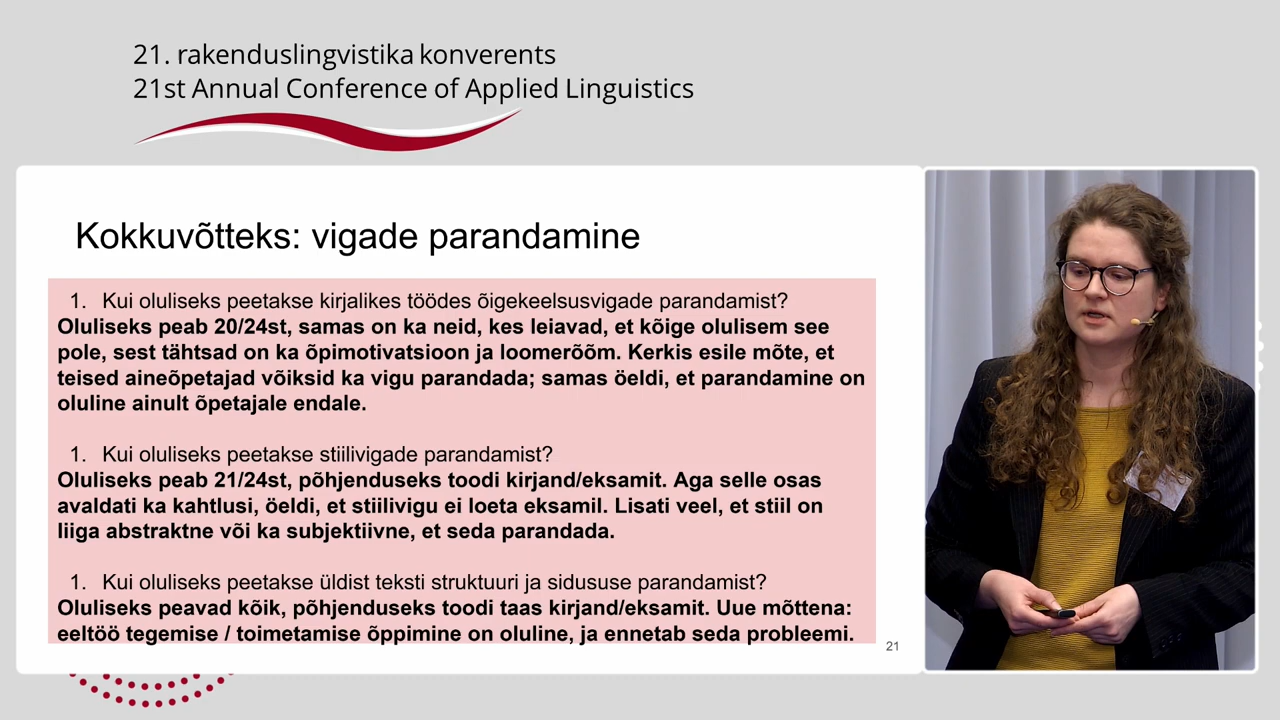 21. rakenduslingvistika konverents
21st Annual Conference of Applied Linguistics
Kokkuvõtteks: vigade parandamine
1. Kui oluliseks peetakse kirjalikes töödes õigekeelsusvigade parandamist?
Oluliseks peab 20/24st, samas on ka neid, kes leiavad, et kõige olulisem see
pole, sest tähtsad on ka õpimotivatsioon ja loomerõõm. Kerkis esile mõte, et
teised aineõpetajad võiksid ka vigu parandada; samas öeldi, et parandamine on
oluline ainult õpetajale endale.
1. Kui oluliseks peetakse stiilivigade parandamist?
Oluliseks peab 21/24st, põhjenduseks toodi kirjand/eksamit. Aga selle osas
avaldati ka kahtlusi, öeldi, et stiilivigu ei loeta eksamil. Lisati veel, et stiil on
liiga abstraktne või ka subjektiivne, et seda parandada.
1. Kui oluliseks peetakse üldist teksti struktuuri ja sidususe parandamist?
Oluliseks peavad kõik, põhjenduseks toodi taas kirjand/eksamit. Uue mõttena:
eeltöö tegemise / toimetamise õppimine on oluline, ja ennetab seda probleemi.
21